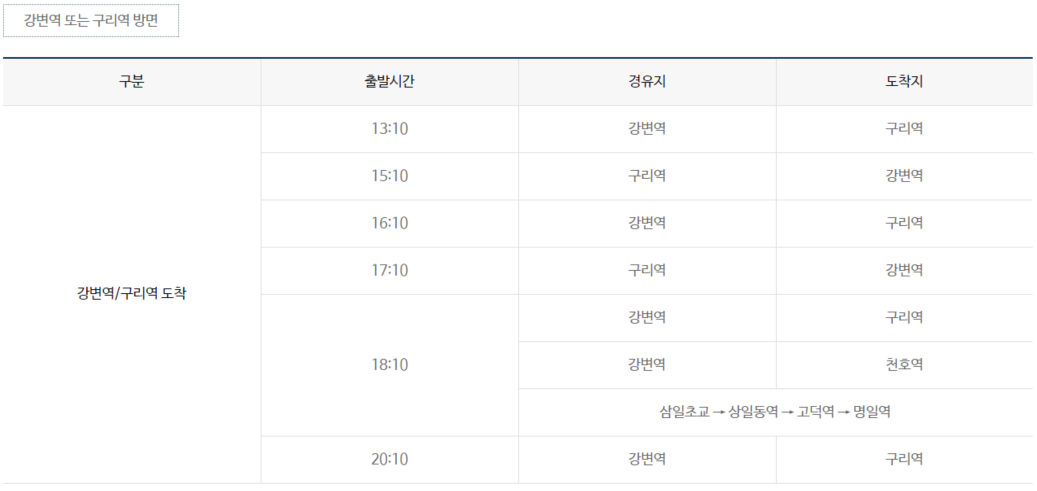 강변역 또는 구리역 방면
구분 출발시간 경유지 도착지
13:10 강변역 구리역
15:10 구리역 강변역
16:10 강변역 구리역
17:10 구리역 강변역
강변역/구리역 도착
강변역 구리역
18:10 강변역 천호역
삼일초교 → 상일동역 → 고덕역 → 명일역
20:10 강변역 구리역